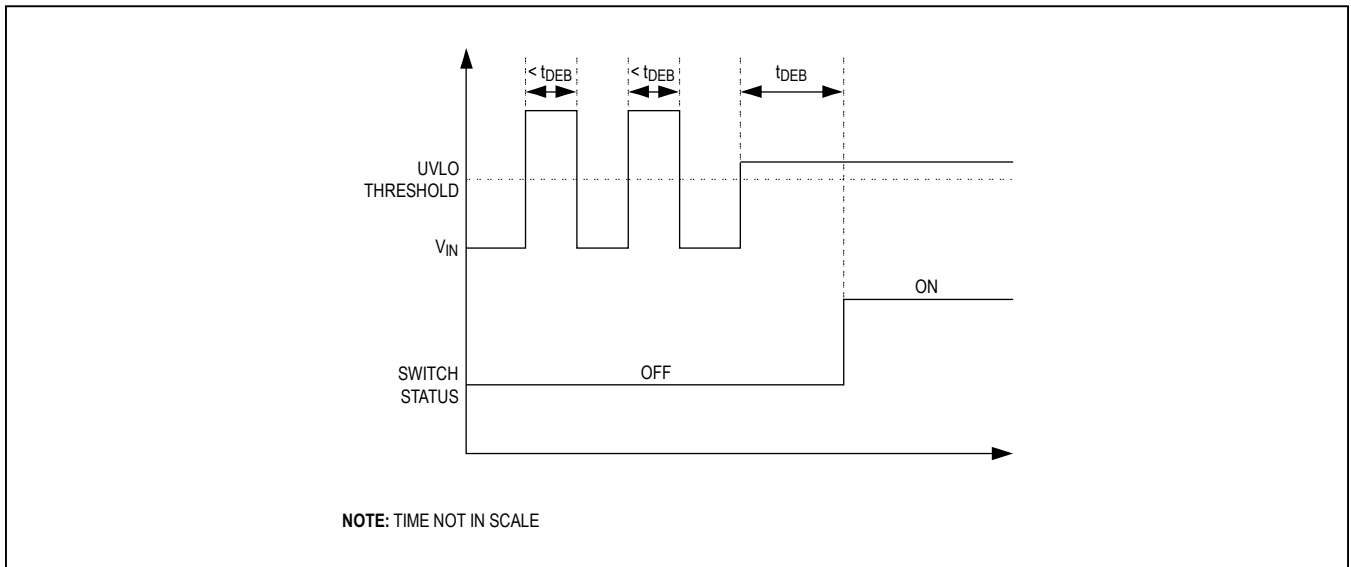 < tDEB
< tDEB
tDEB
UVLO
THRESHOLD
VIN
ON
SWITCH
STATUS
OFF
NOTE: TIME NOT IN SCALE